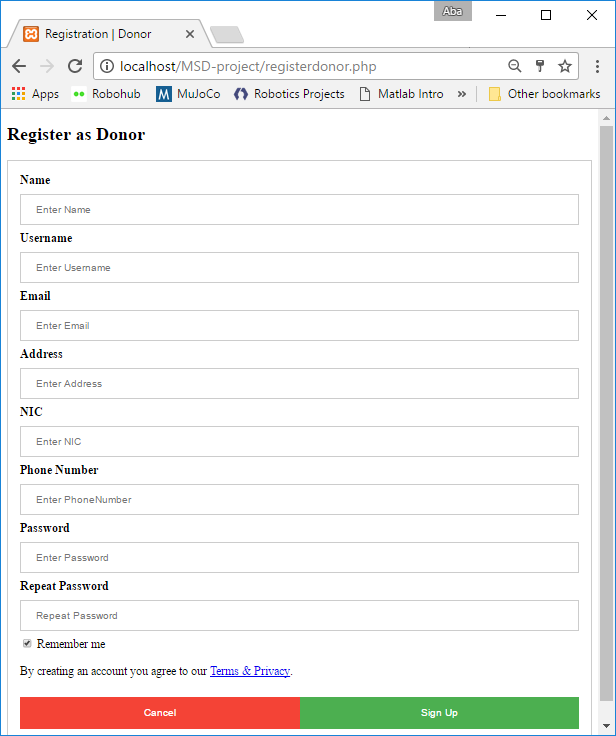 Aba
Registration | Donor
localhost/MSD-project/registerdonor.php
Apps Robohub MuJoCo Robotics Projects Matlab Intro » Other bookmarks
Register as Donor
Name
Enter Name
Username
Enter Username
Email
Enter Email
Address
Enter Address
NIC
Enter NIC
Phone Number
Enter PhoneNumber
Password
Enter Password
Repeat Password
Repeat Password
Remember me
By creating an account you agree to our Terms & Privacy.
Cancel Sign Up